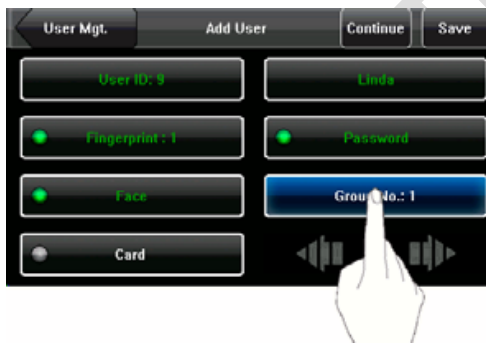 User Mgt. Add User Continue Save
User ID: 9 Linda
Fingerprint : 1 Password
Face Group No.: 1
Card